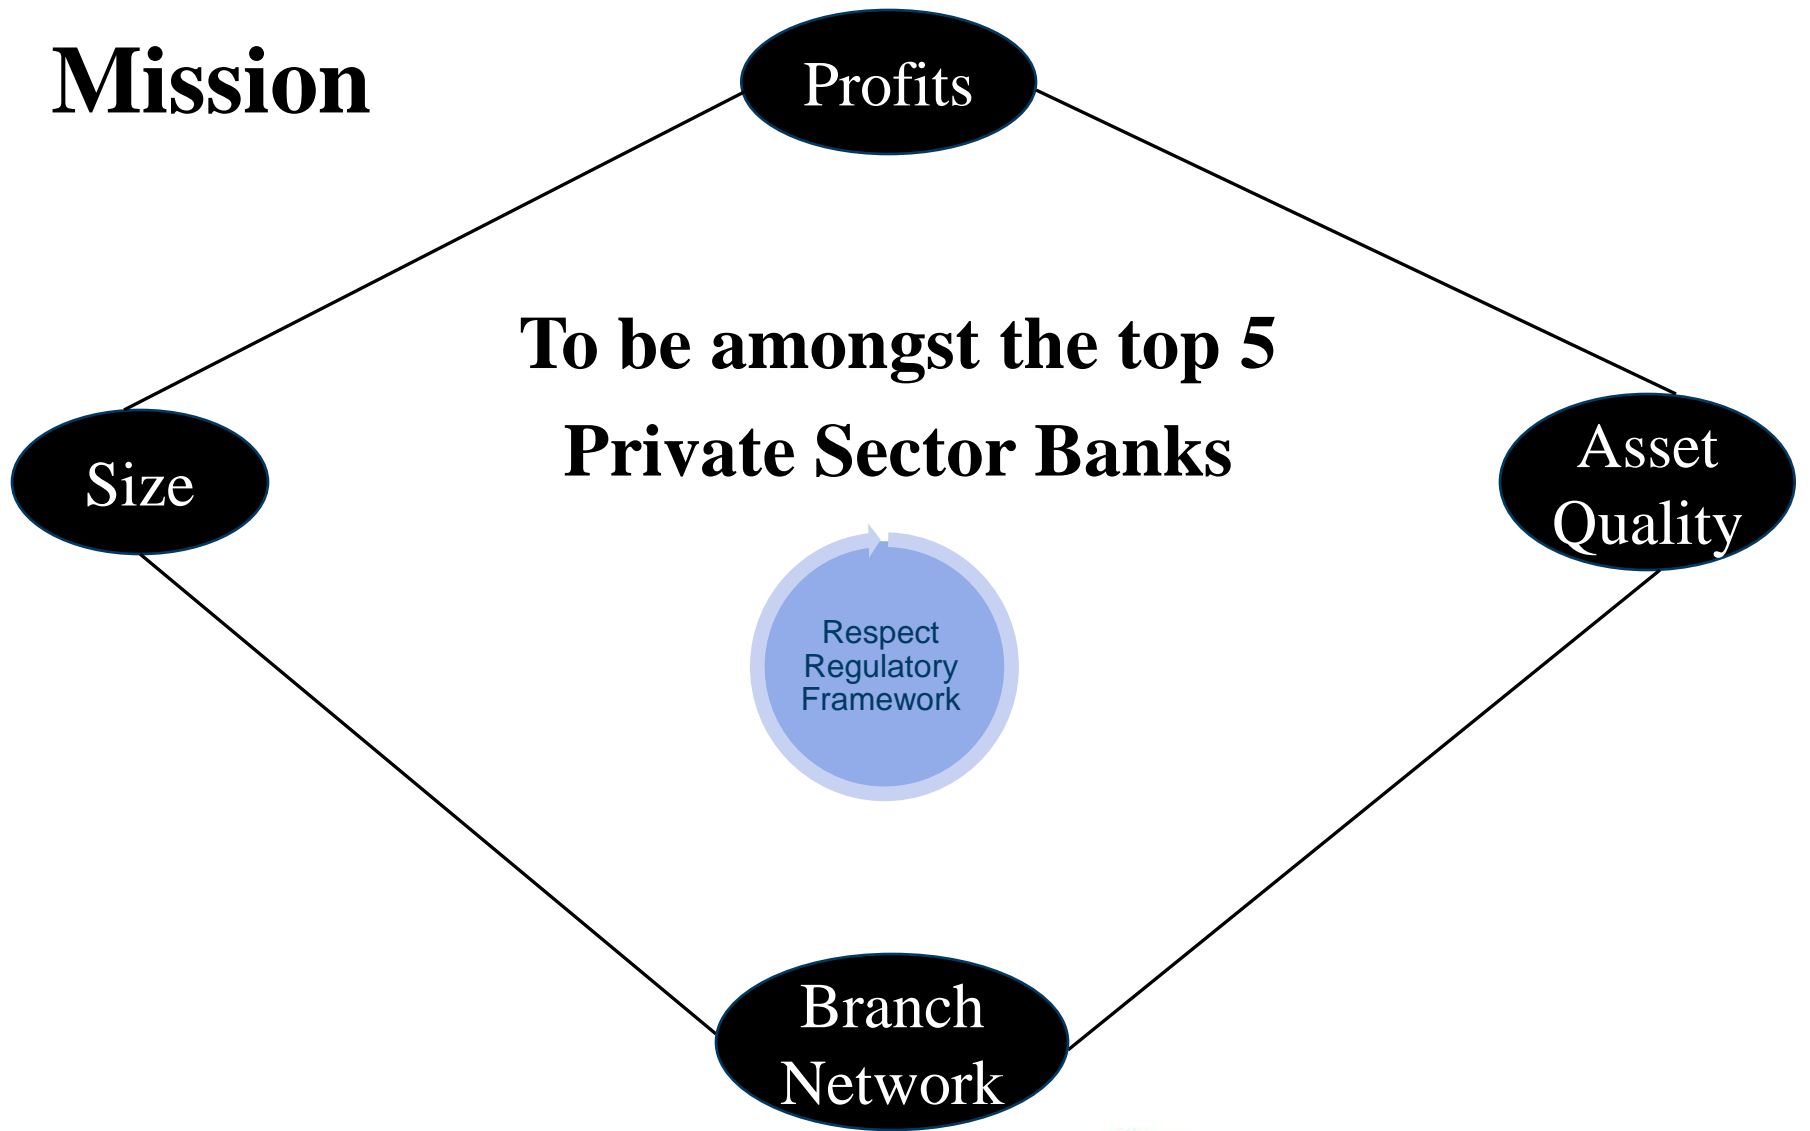 Mission
Profits
To be amongst the top 5
Private Sector Banks
Size
Asset
Quality
Respect
Regulatory
Framework
Branch
Network